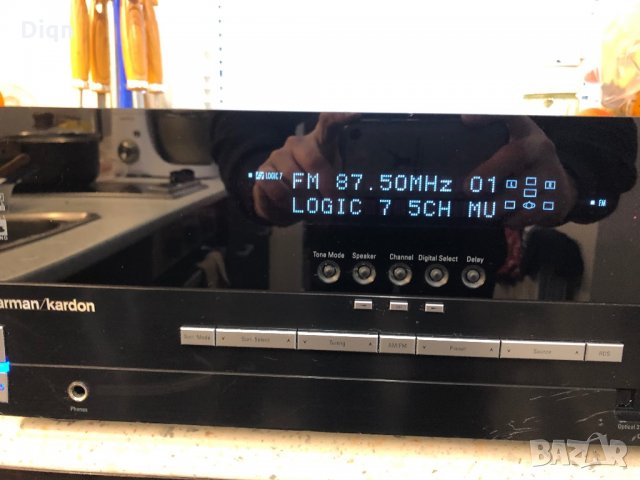 Diqn
LOGIC 7
FM 87.50MHz 01
LOGIC 7 5CH MU
FM
Tone Mode Speaker Channel Digital Select Delay
arman/kardon
Surr. Mode Surr. Select Tuning AM/FM Preset Source RDS
Phones
Optical 3
BAZAR